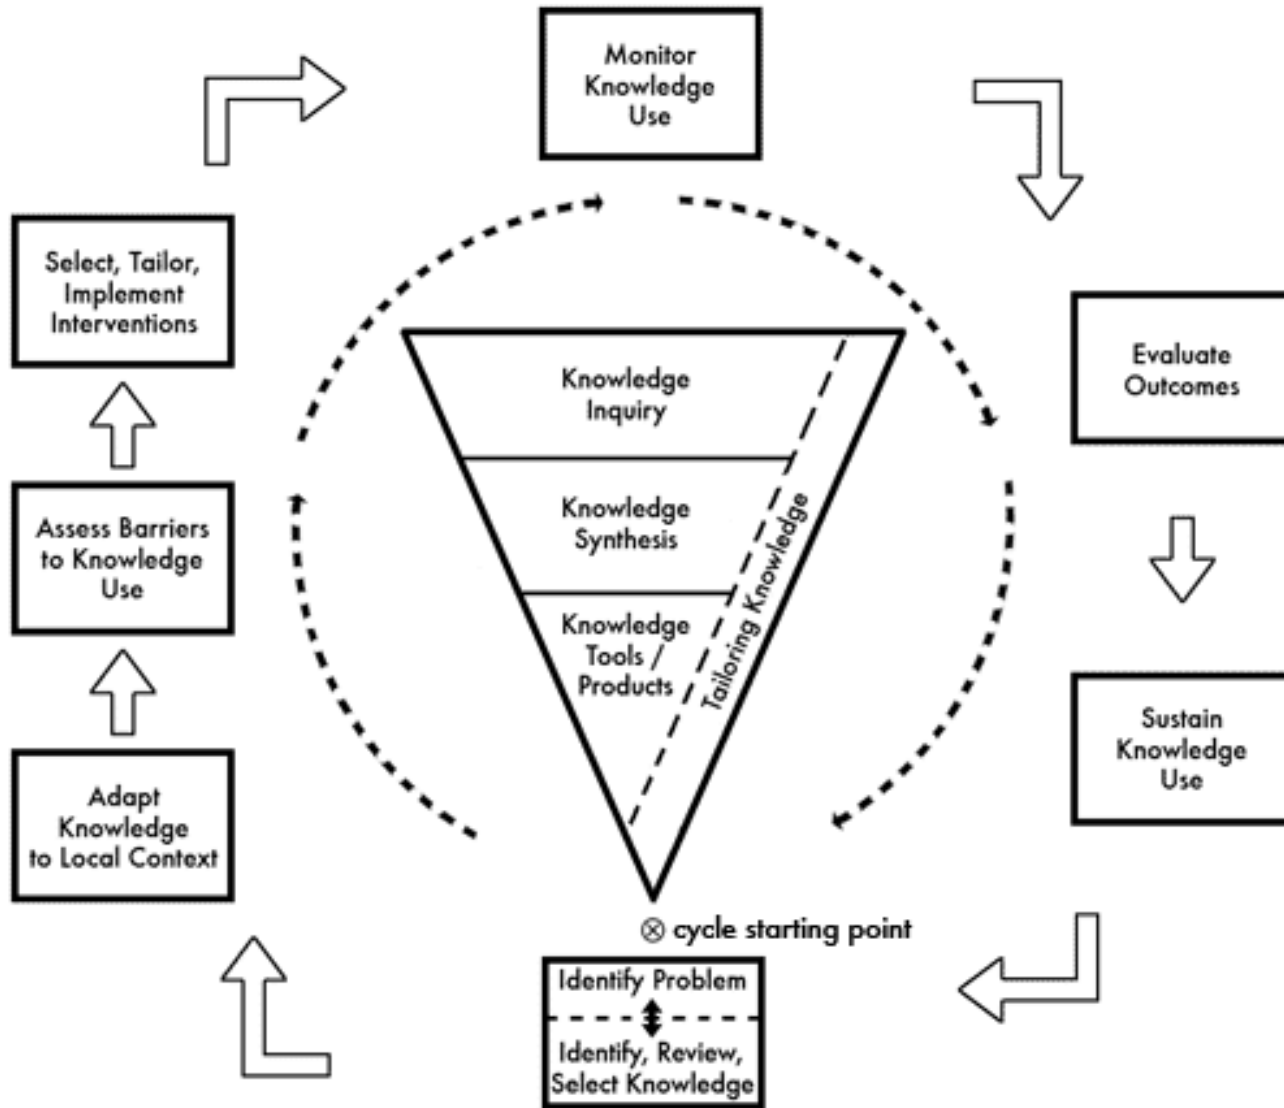 Monitor
Knowledge
Use
Select, Tailor,
Implement
Interventions
Evaluate
Outcomes
Knowledge
Inquiry
Knowledge
Synthesis
Knowledge
Tools /
Products
Tailoring Knowledge
Assess Barriers
to Knowledge
Use
Sustain
Knowledge
Use
Adapt
Knowledge
to Local Context
⊗ cycle starting point
Identify Problem
Identify, Review,
Select Knowledge